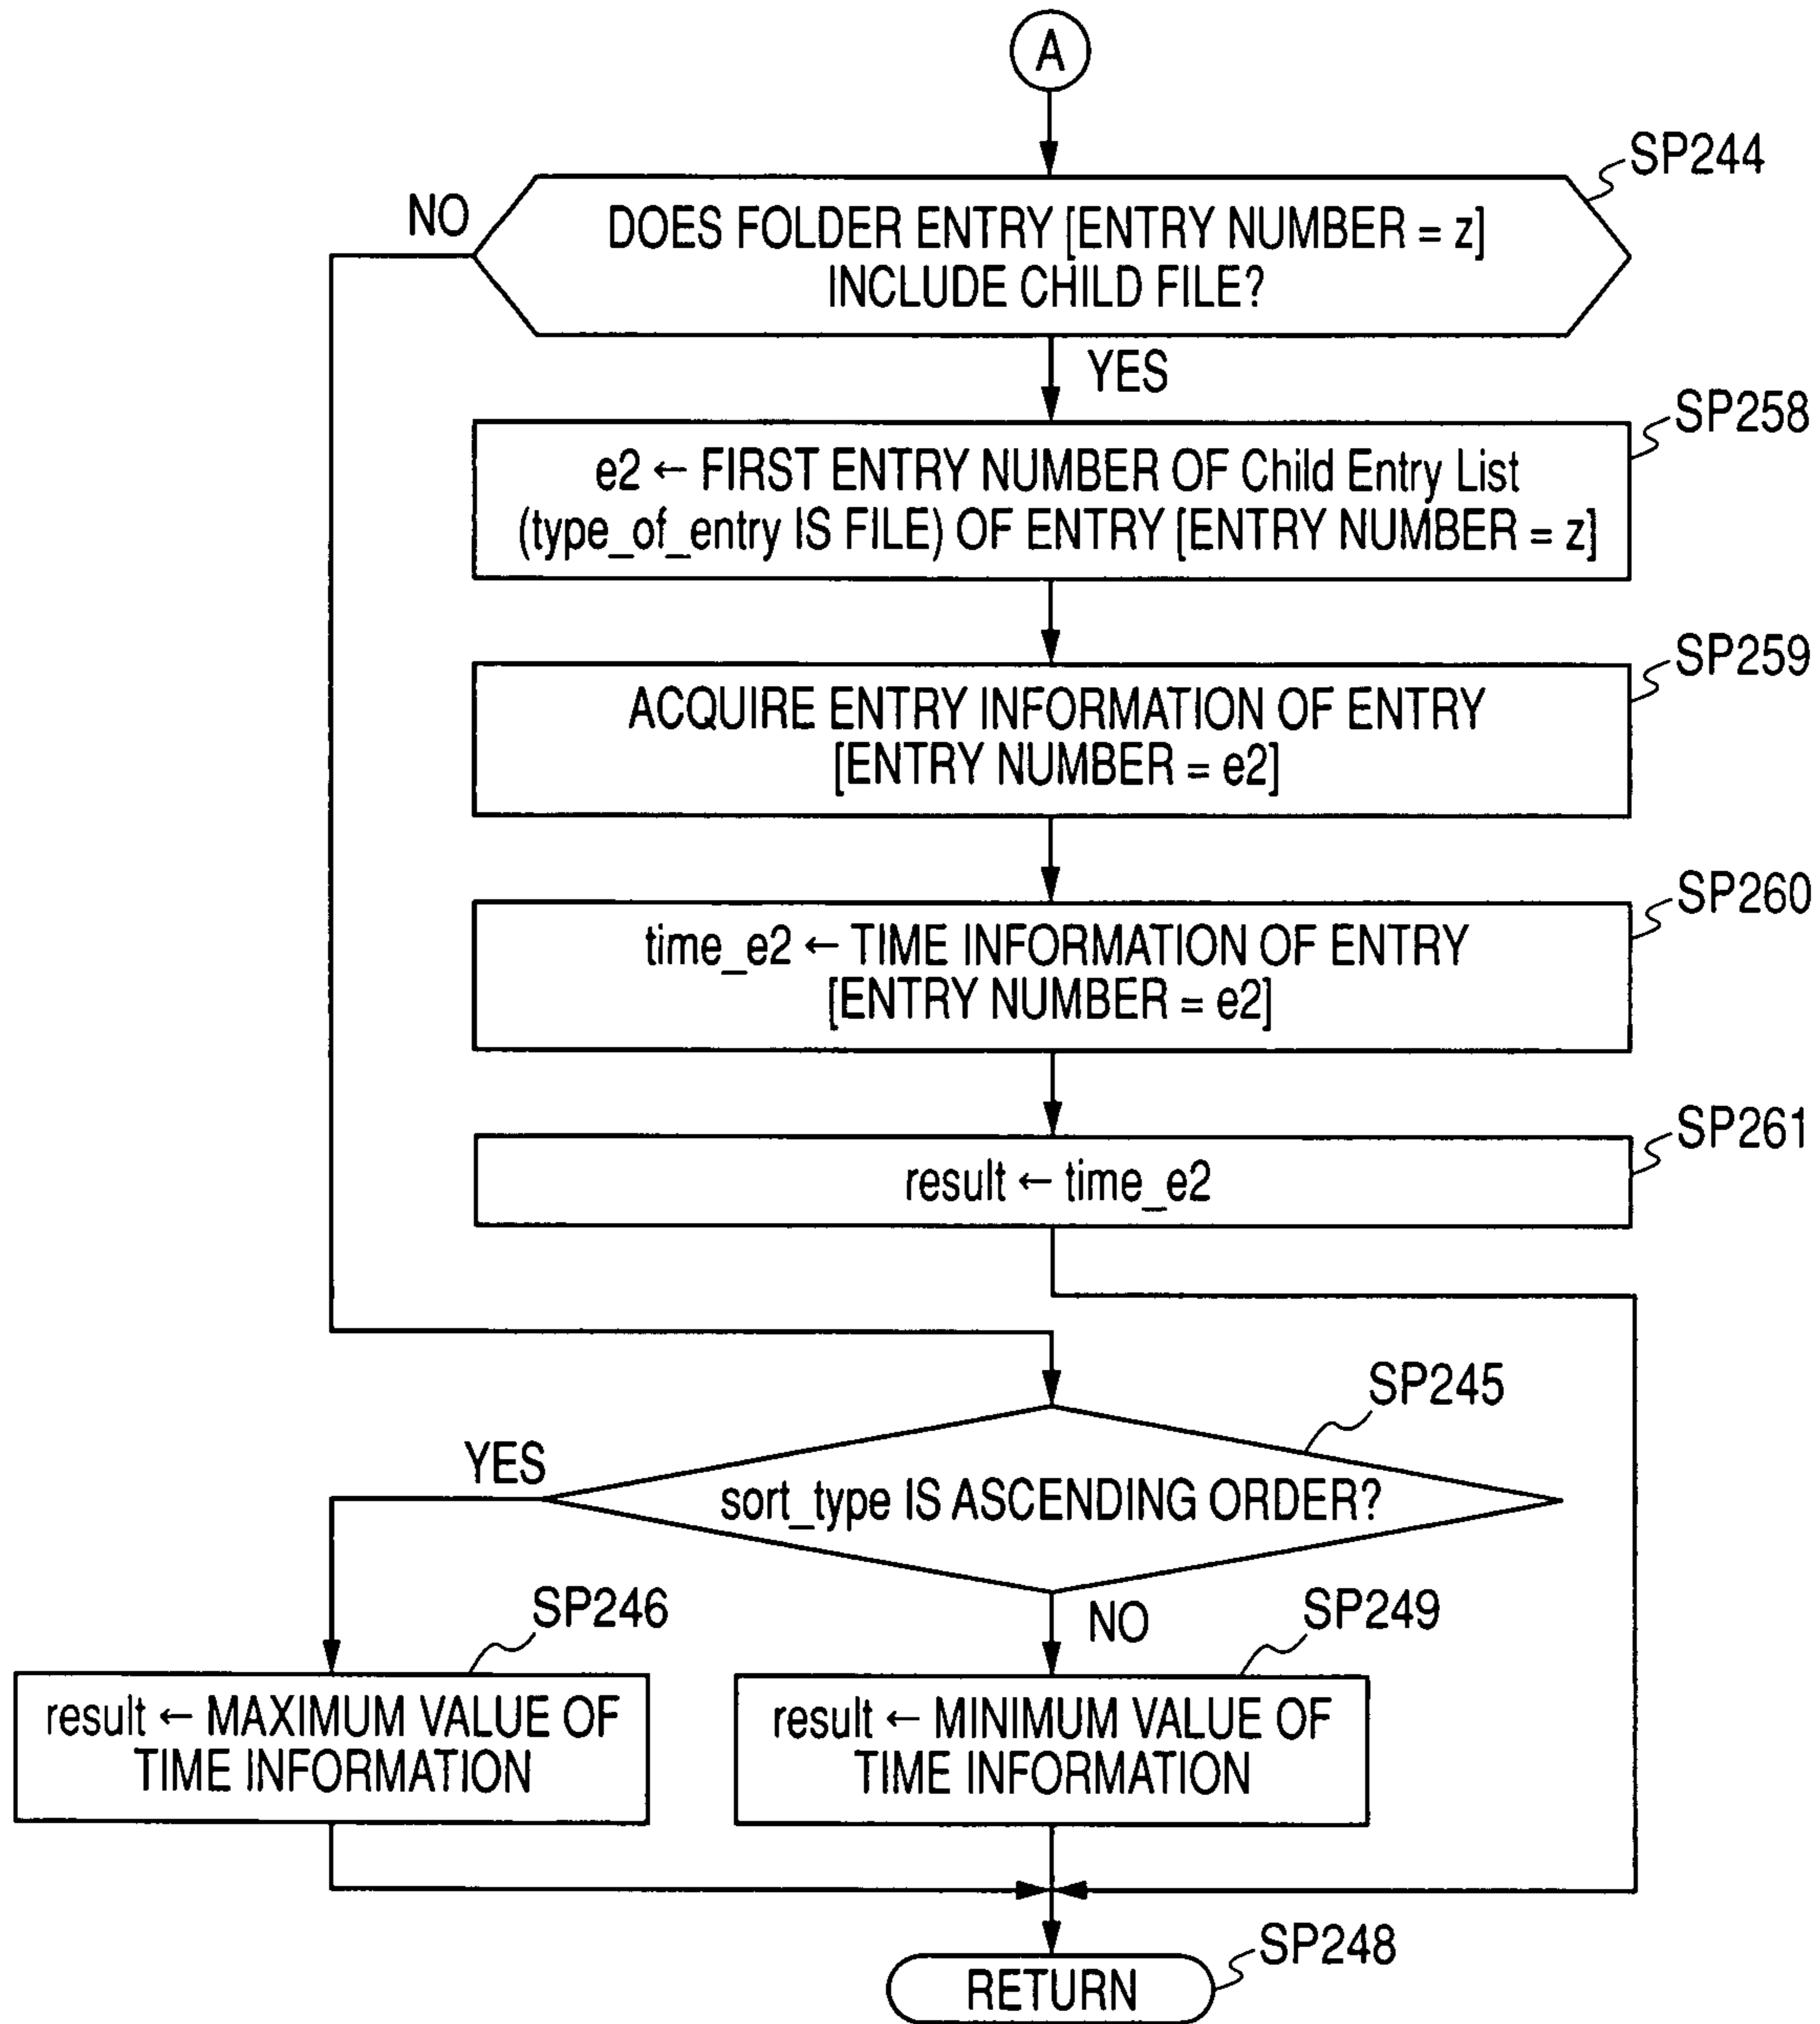 A
SP244
NO
DOES FOLDER ENTRY [ENTRY NUMBER = z]
INCLUDE CHILD FILE?
YES
SP258
e2 ← FIRST ENTRY NUMBER OF Child Entry List
(type_of_entry IS FILE) OF ENTRY [ENTRY NUMBER = z]
SP259
ACQUIRE ENTRY INFORMATION OF ENTRY
[ENTRY NUMBER = e2]
SP260
time_e2 ← TIME INFORMATION OF ENTRY
[ENTRY NUMBER = e2]
SP261
result ← time_e2
SP245
YES
sort_type IS ASCENDING ORDER?
SP246
NO
SP249
result ← MAXIMUM VALUE OF
TIME INFORMATION
result ← MINIMUM VALUE OF
TIME INFORMATION
SP248
RETURN